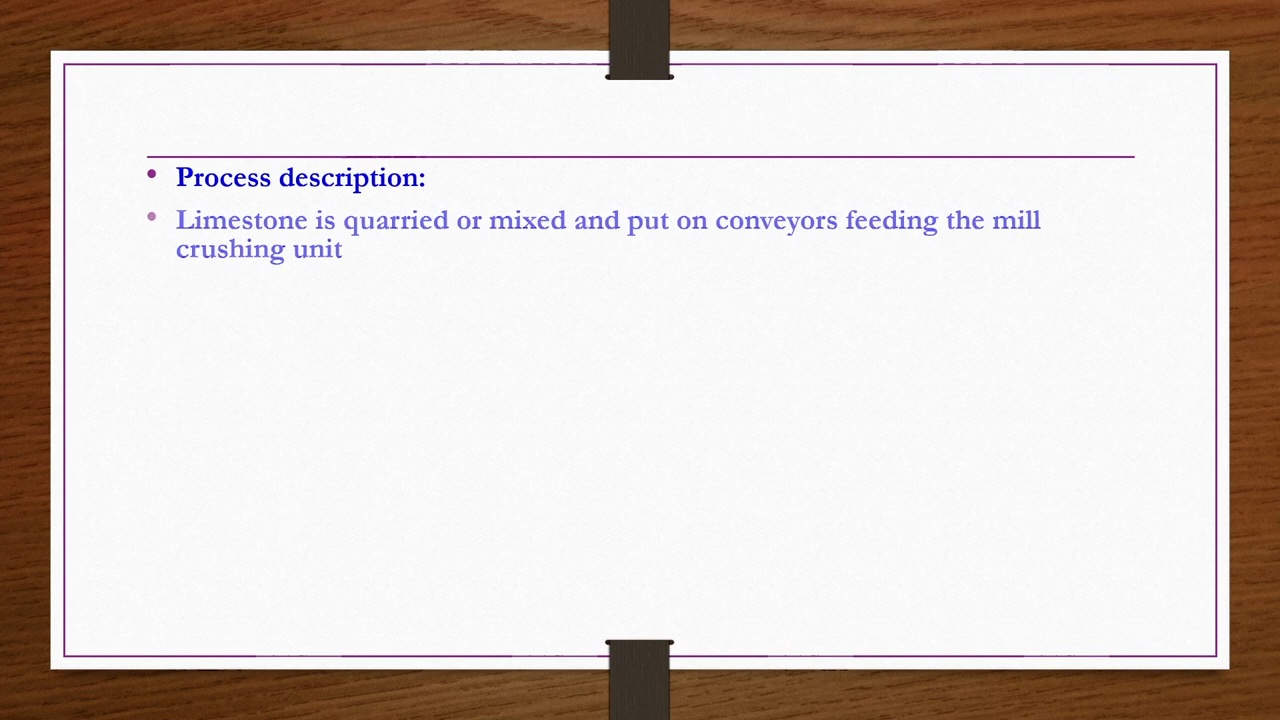 • Process description:
• Limestone is quarried or mixed and put on conveyors feeding the mill
crushing unit